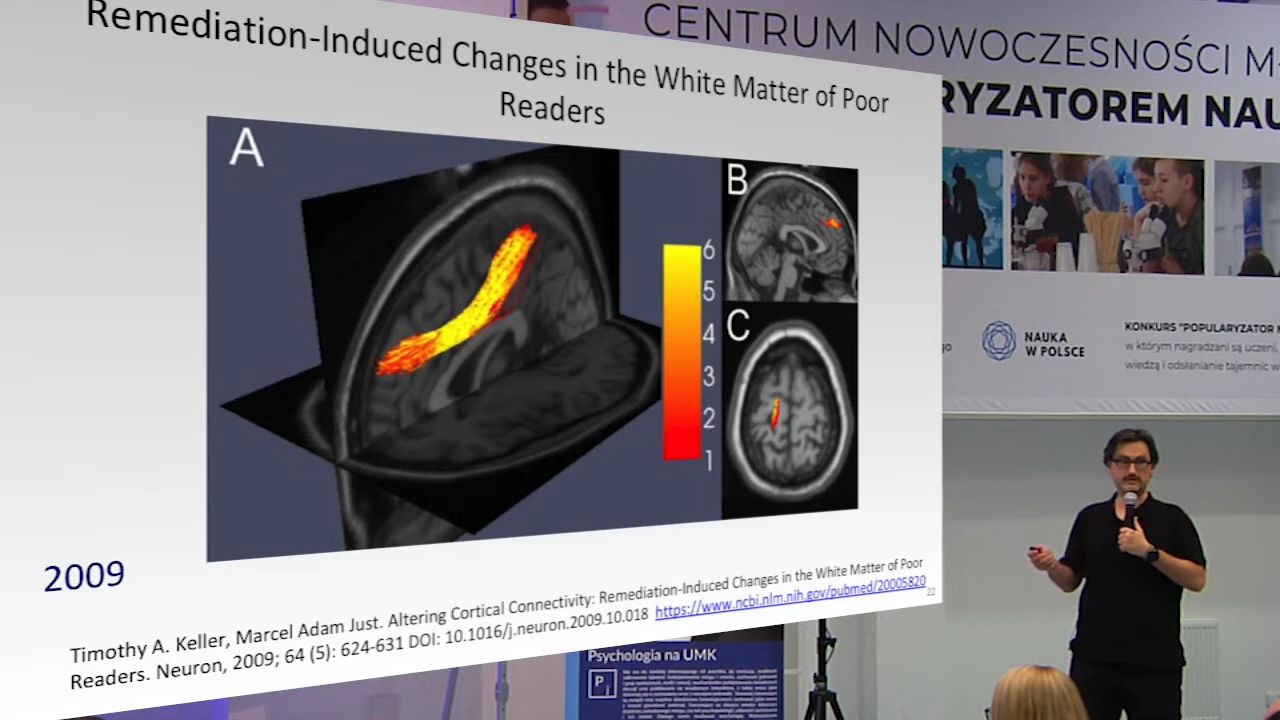 Remediation-Induced Changes in the White Matter of Poor
Readers
A
B
C
6
5
4
3
2
1
2009
Timothy A. Keller, Marcel Adam Just. Altering Cortical Connectivity: Remediation-Induced Changes in the White Matter of Poor
Readers. Neuron, 2009; 64 (5): 624-631 DOI: 10.1016/j.neuron.2009.10.018 https://www.ncbi.nlm.nih.gov/pubmed/20005820
22
CENTRUM NOWOCZESNOŚCI M
RYZATOREM NAU
NAUKA
W POLSCE
KONKURS "POPULARYZATOR
w którym nagradzani są uczeni,
wiedzą i odsłanianie tajemnic
go
Psychologia na UMK
P